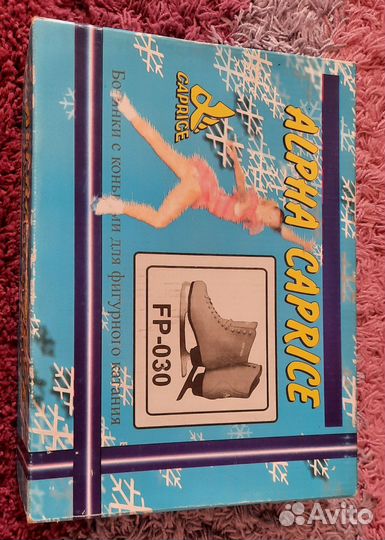 ALPHA CAPRICE
CAPRICE
FP-030
Ботинки с коньками для фигурного катания
Avito